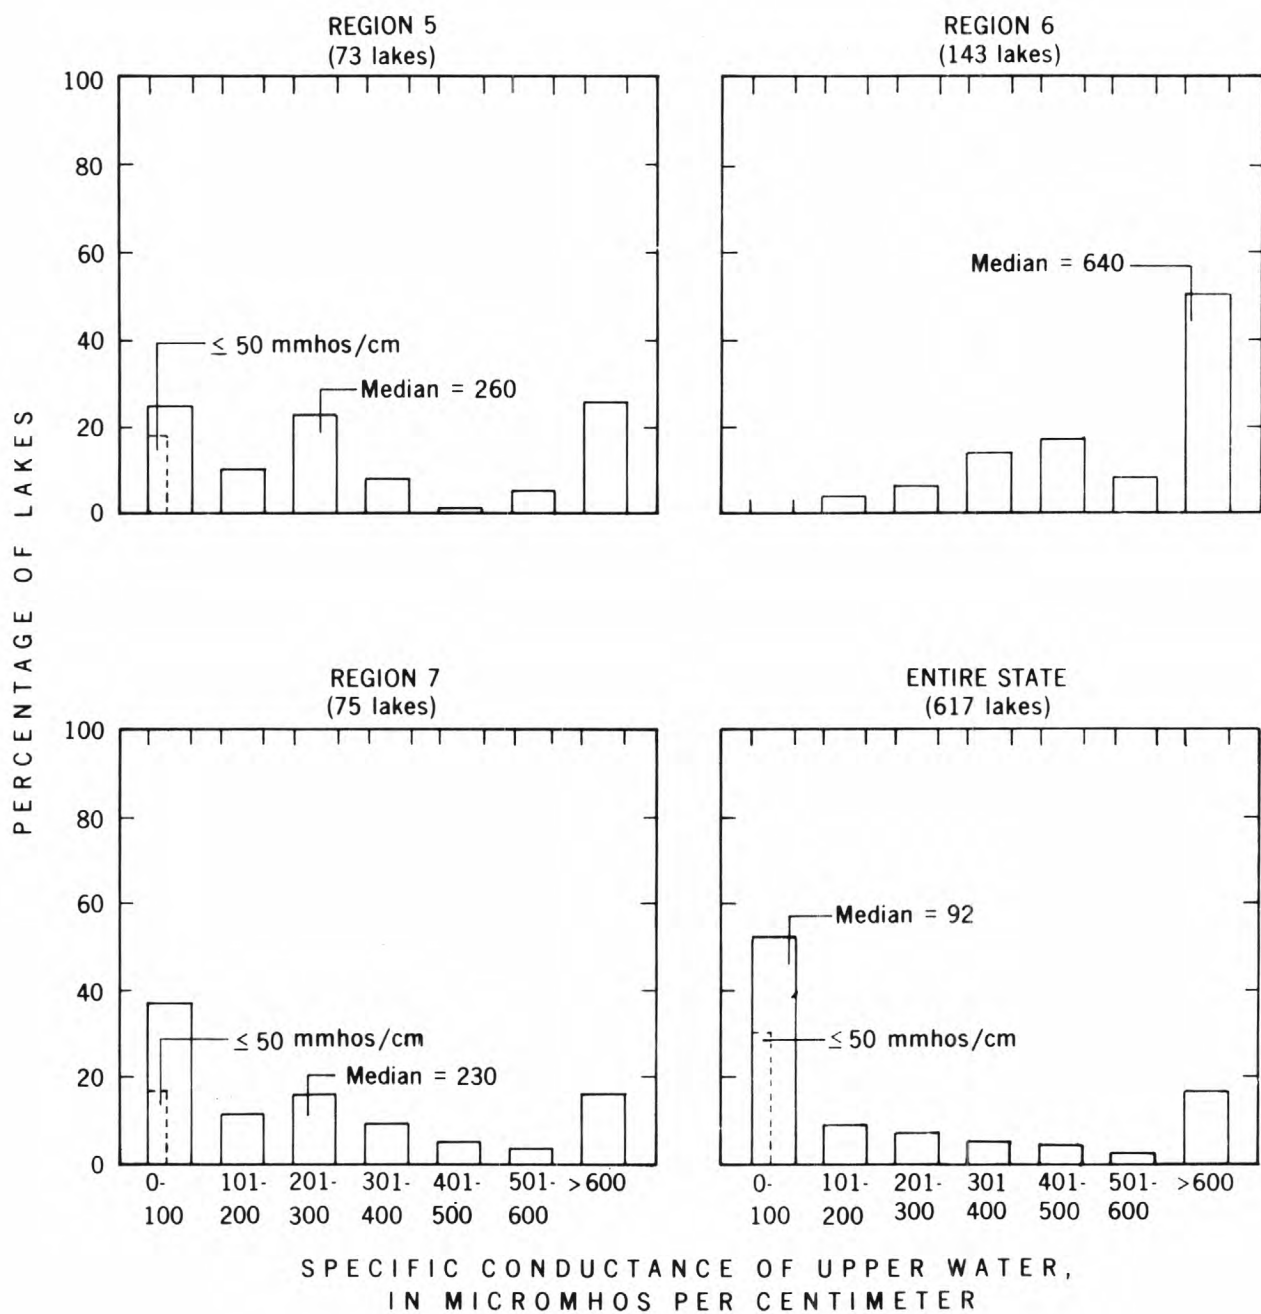 REGION 5
(73 lakes)
100
80
60
40
20
0
≤ 50 mmhos/cm
Median = 260
REGION 6
(143 lakes)
Median = 640
PERCENTAGE OF LAKES
REGION 7
(75 lakes)
100
80
60
40
20
0
≤ 50 mmhos/cm
Median = 230
0-100
101-200
201-300
301-400
401-500
501-600
>600
ENTIRE STATE
(617 lakes)
Median = 92
≤ 50 mmhos/cm
0-100
101-200
201-300
301 400
401-500
501-600
>600
SPECIFIC CONDUCTANCE OF UPPER WATER,
IN MICROMHOS PER CENTIMETER